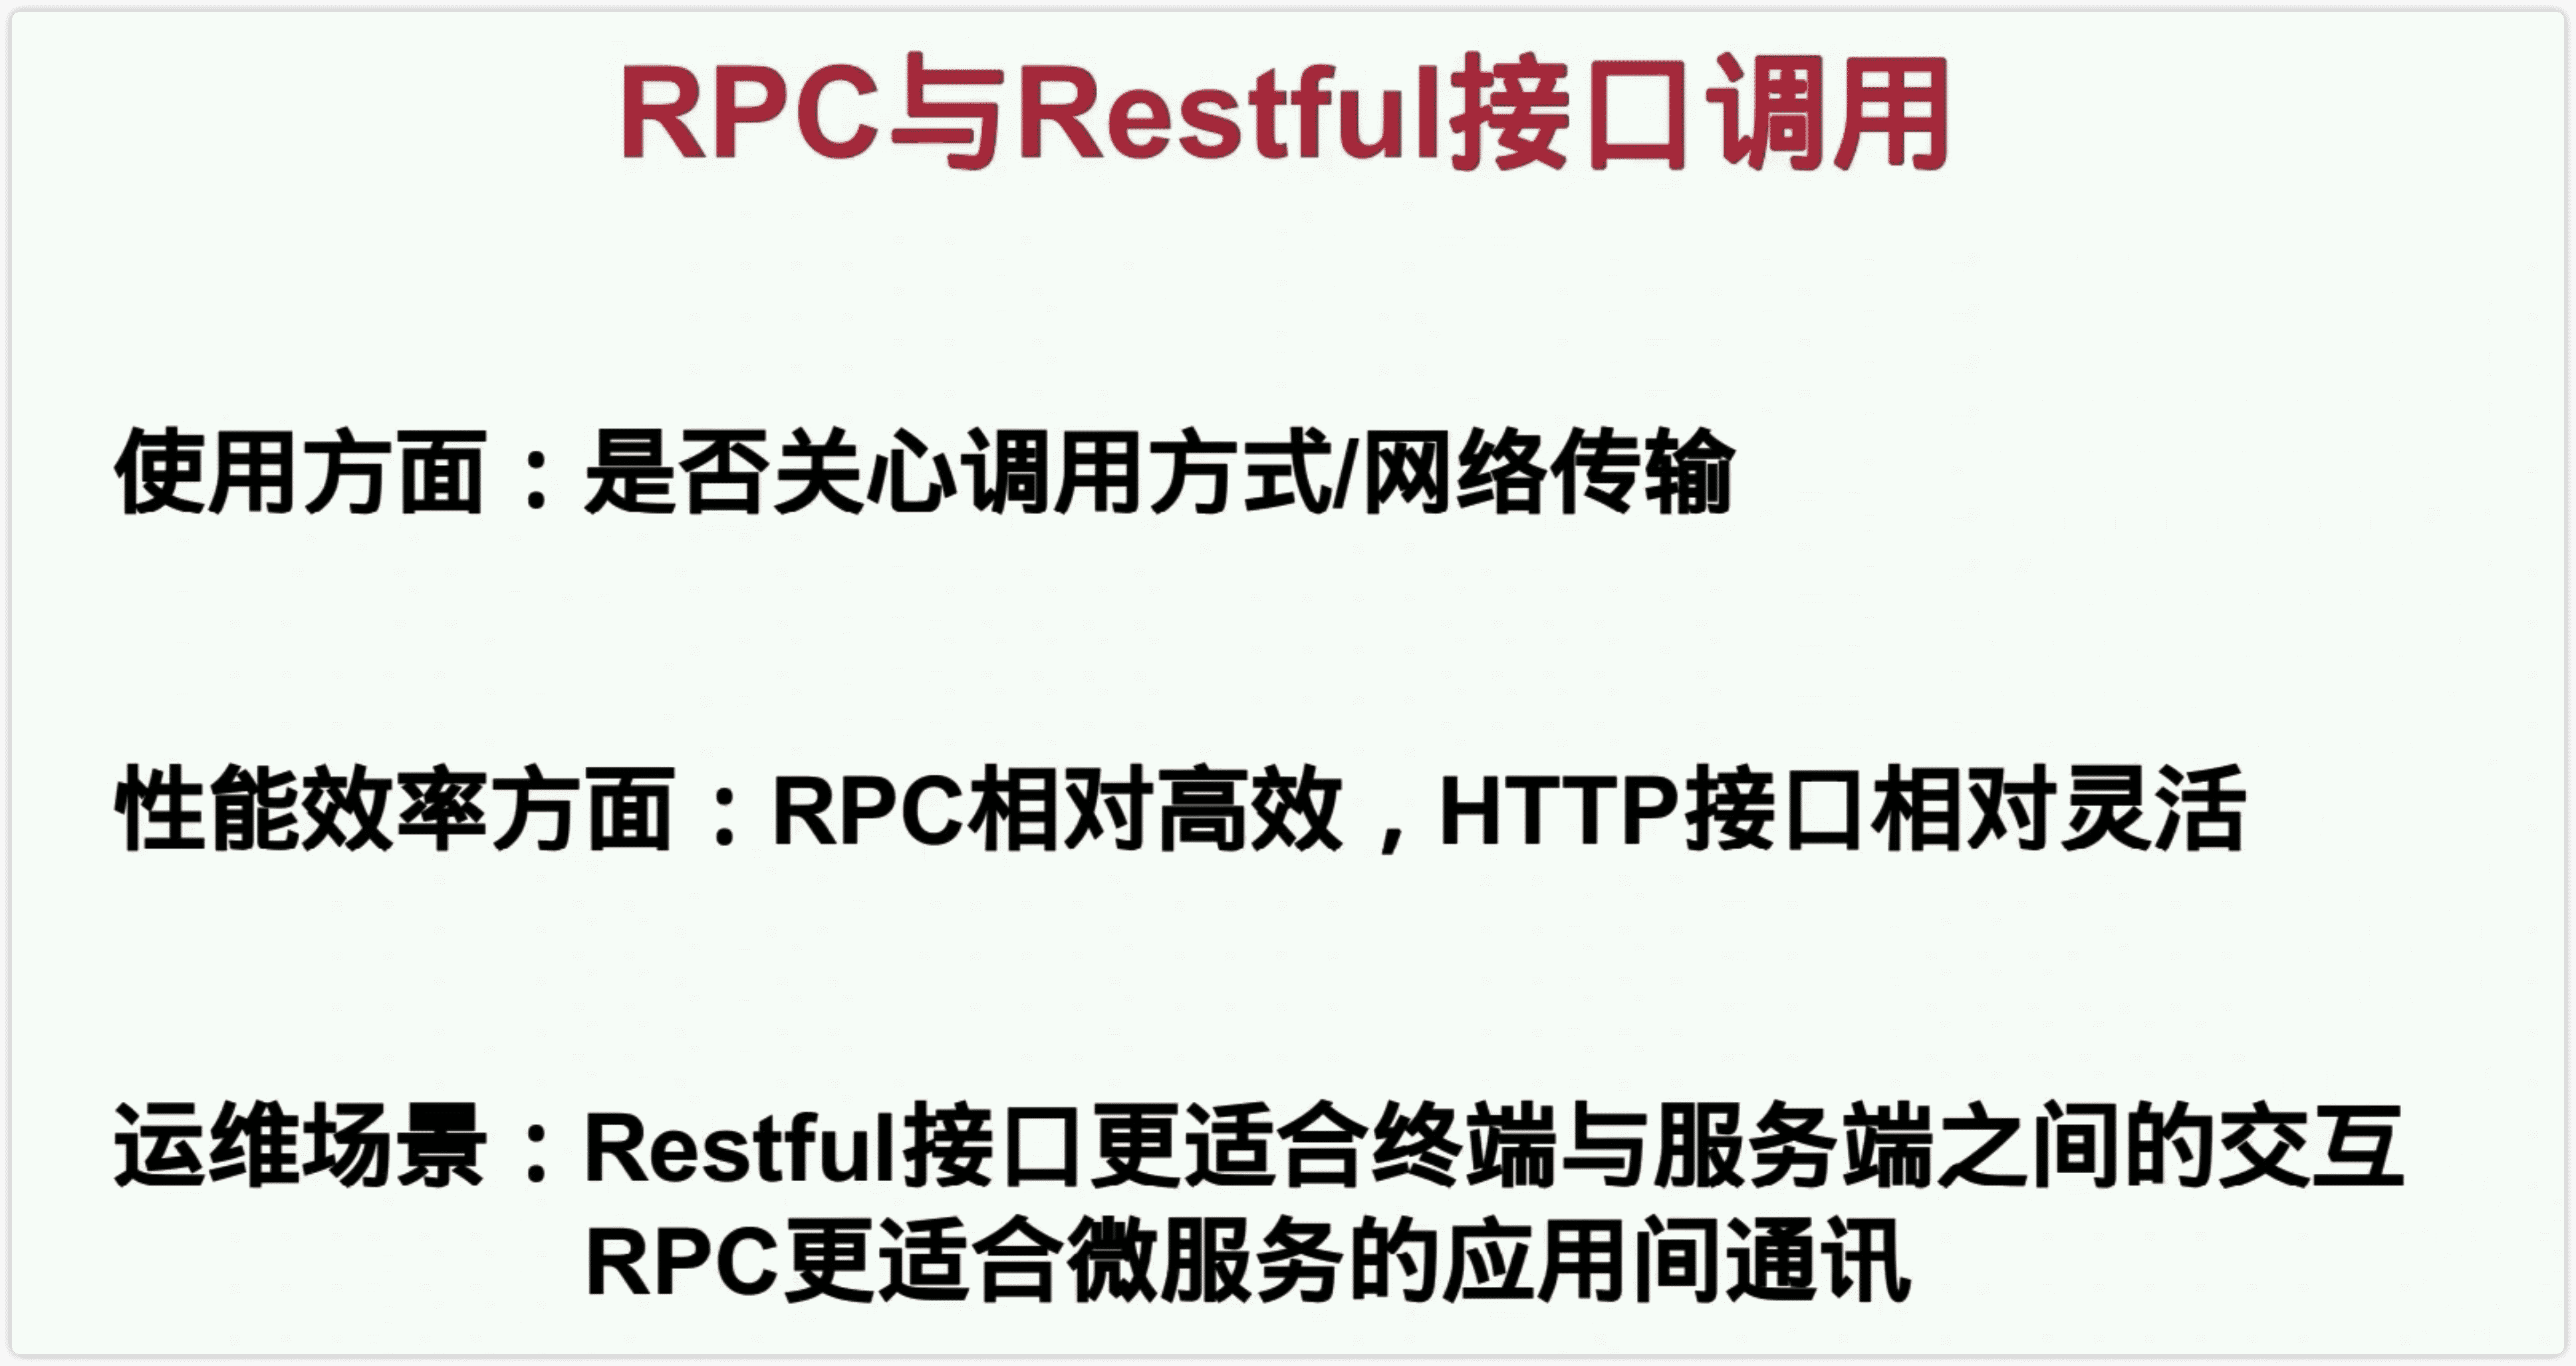 RPC与Restful接口调用
使用方面：是否关心调用方式/网络传输
性能效率方面：RPC相对高效，HTTP接口相对灵活
运维场景：Restful接口更适合终端与服务端之间的交互
RPC更适合微服务的应用间通讯